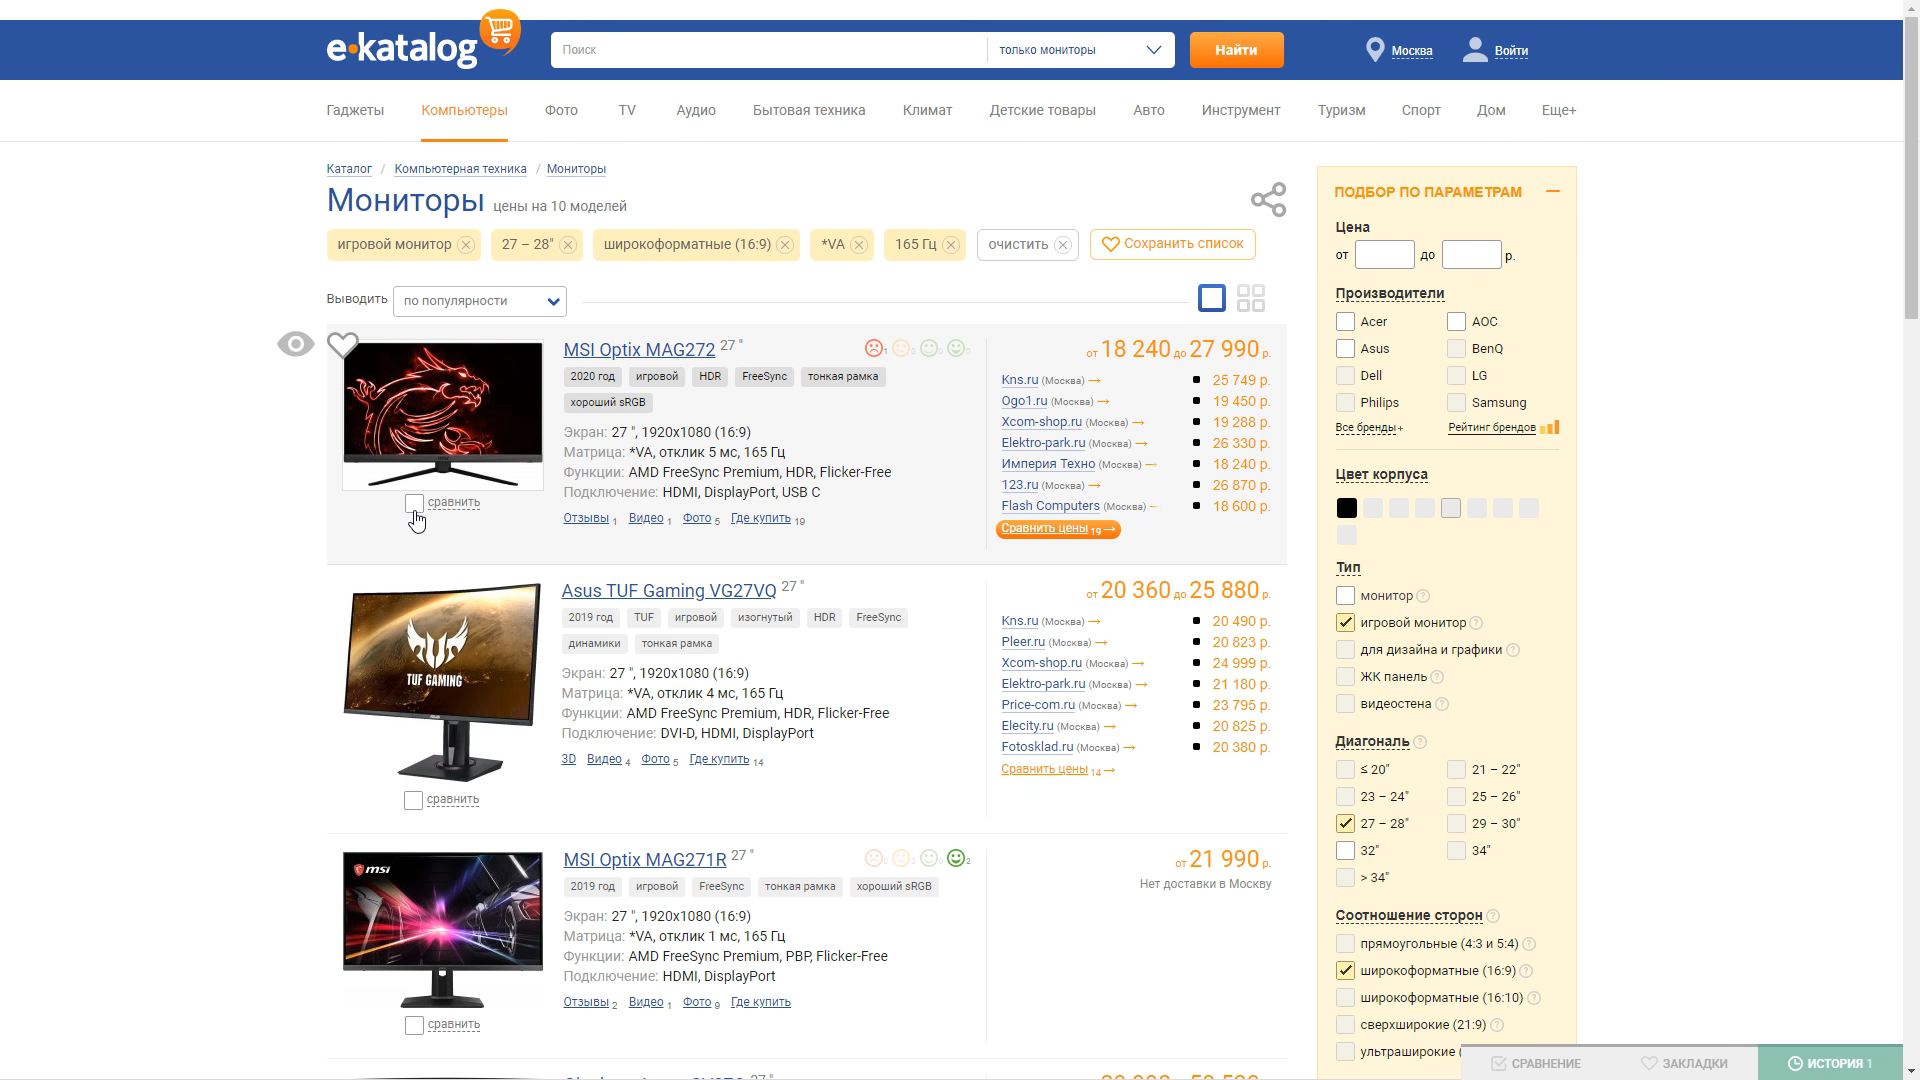 e·katalog
Поиск
только мониторы
Найти
Москва
Войти
Гаджеты
Компьютеры
Фото
TV
Аудио
Бытовая техника
Климат
Детские товары
Авто
Инструмент
Туризм
Спорт
Дом
Еще+
Каталог / Компьютерная техника / Мониторы
Мониторы цены на 10 моделей
игровой монитор
27 – 28"
широкоформатные (16:9)
*VA
165 Гц
очистить
Сохранить список
Выводить по популярности
MSI Optix MAG272 27 "
1 0 0 0
2020 год игровой HDR FreeSync тонкая рамка
хороший sRGB
Экран: 27 ", 1920x1080 (16:9)
Матрица: *VA, отклик 5 мс, 165 Гц
Функции: AMD FreeSync Premium, HDR, Flicker-Free
Подключение: HDMI, DisplayPort, USB C
Отзывы 1 Видео 1 Фото 5 Где купить 19
сравнить
от 18 240 до 27 990 р.
Kns.ru (Москва) → 25 749 р.
Ogo1.ru (Москва) → 19 450 р.
Xcom-shop.ru (Москва) → 19 288 р.
Elektro-park.ru (Москва) → 26 330 р.
Империя Техно (Москва) 18 240 р.
123.ru (Москва) → 26 870 р.
Flash Computers (Москва) 18 600 р.
Сравнить цены 19 →
TUF GAMING
Asus TUF Gaming VG27VQ 27 "
2019 год TUF игровой изогнутый HDR FreeSync
динамики тонкая рамка
Экран: 27 ", 1920x1080 (16:9)
Матрица: *VA, отклик 4 мс, 165 Гц
Функции: AMD FreeSync Premium, HDR, Flicker-Free
Подключение: DVI-D, HDMI, DisplayPort
3D Видео 4 Фото 5 Где купить 14
сравнить
от 20 360 до 25 880 р.
Kns.ru (Москва) → 20 490 р.
Pleer.ru (Москва) → 20 823 р.
Xcom-shop.ru (Москва) → 24 999 р.
Elektro-park.ru (Москва) → 21 180 р.
Price-com.ru (Москва) → 23 795 р.
Elecity.ru (Москва) → 20 825 р.
Fotosklad.ru (Москва) → 20 380 р.
Сравнить цены 14 →
msi
MSI Optix MAG271R 27 "
0 0 0 2
2019 год игровой FreeSync тонкая рамка хороший sRGB
Экран: 27 ", 1920x1080 (16:9)
Матрица: *VA, отклик 1 мс, 165 Гц
Функции: AMD FreeSync Premium, PBP, Flicker-Free
Подключение: HDMI, DisplayPort
Отзывы 2 Видео 1 Фото 9 Где купить
сравнить
от 21 990 р.
Нет доставки в Москву
ПОДБОР ПО ПАРАМЕТРАМ
Цена
от до р.
Производители
Acer AOC
Asus BenQ
Dell LG
Philips Samsung
Все бренды+ Рейтинг брендов
Цвет корпуса
Тип
монитор ?
игровой монитор ?
для дизайна и графики ?
ЖК панель ?
видеостена ?
Диагональ ?
≤ 20" 21 – 22"
23 – 24" 25 – 26"
27 – 28" 29 – 30"
32" 34"
> 34"
Соотношение сторон ?
прямоугольные (4:3 и 5:4) ?
широкоформатные (16:9) ?
широкоформатные (16:10) ?
сверхширокие (21:9) ?
ультраширокие (
СРАВНЕНИЕ
ЗАКЛАДКИ
ИСТОРИЯ 1